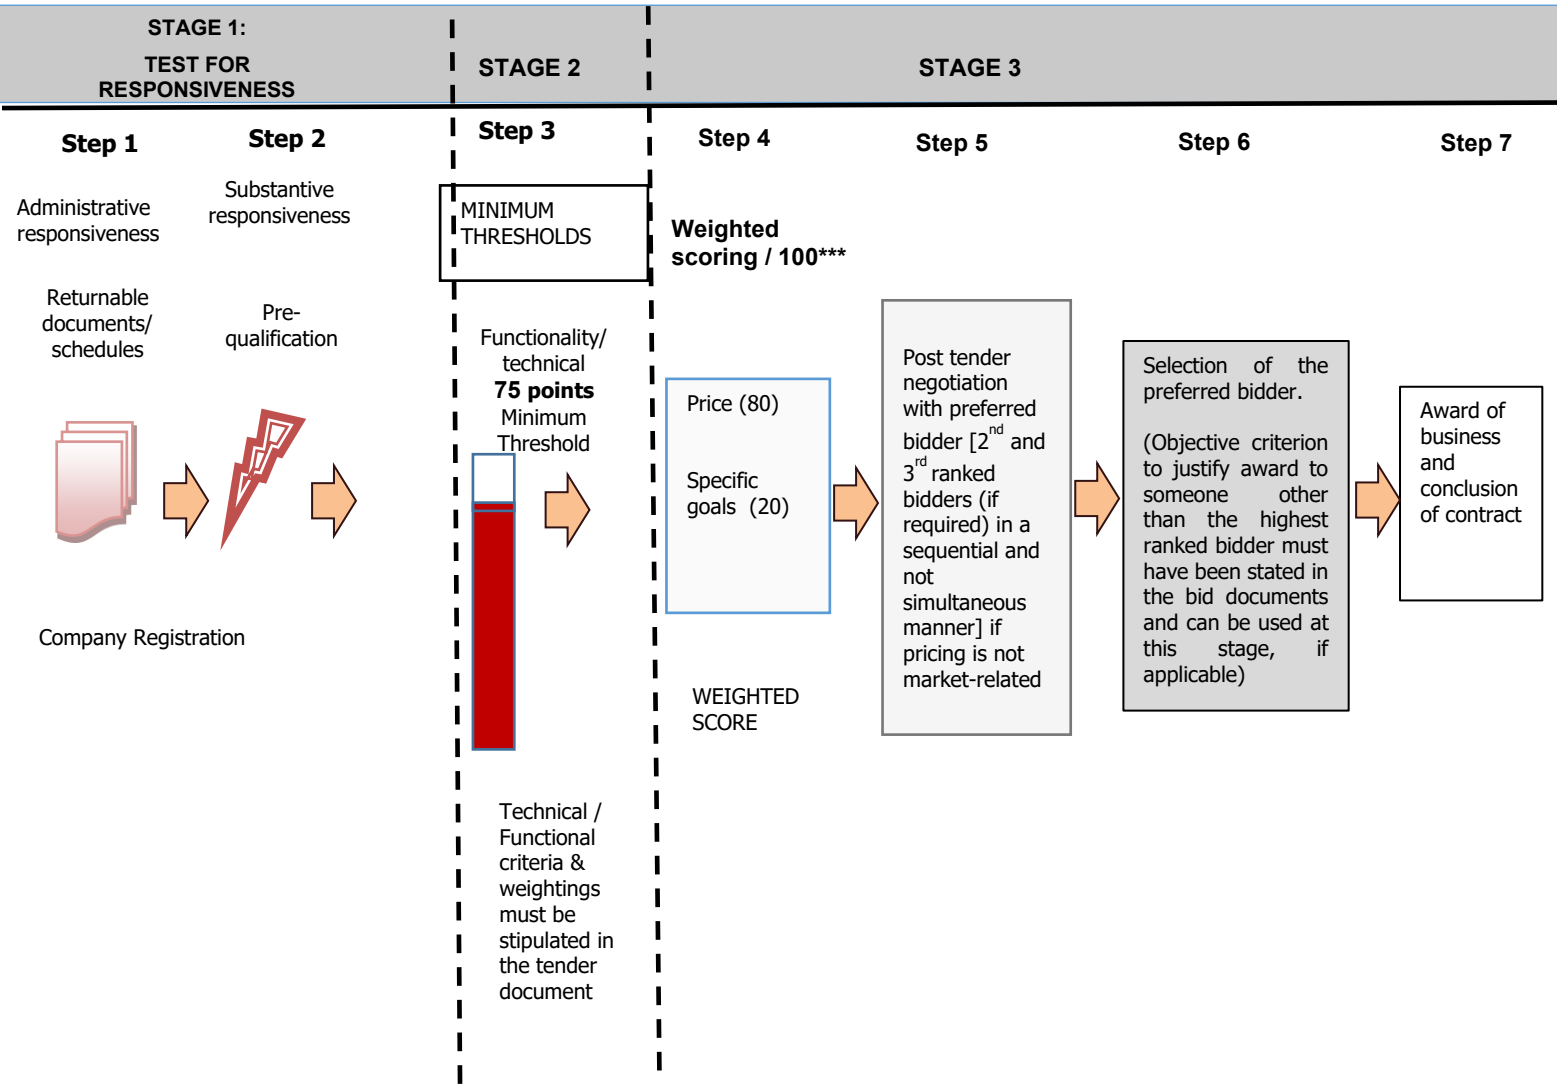 STAGE 1:
TEST FOR
RESPONSIVENESS
STAGE 2
STAGE 3
Step 1
Step 2
Step 3
Step 4
Step 5
Step 6
Step 7
Administrative
responsiveness
Substantive
responsiveness
MINIMUM
THRESHOLDS
Weighted
scoring / 100***
Returnable
documents/
schedules
Pre-
qualification
Functionality/
technical
75 points
Minimum
Threshold
Price (80)
Specific
goals (20)
Post tender
negotiation
with preferred
bidder [2nd and
3rd ranked
bidders (if
required) in a
sequential and
not
simultaneous
manner] if
pricing is not
market-related
Selection of the
preferred bidder.
(Objective criterion
to justify award to
someone other
than the highest
ranked bidder must
have been stated in
the bid documents
and can be used at
this stage, if
applicable)
Award of
business
and
conclusion
of contract
Company Registration
WEIGHTED
SCORE
Technical /
Functional
criteria &
weightings
must be
stipulated in
the tender
document